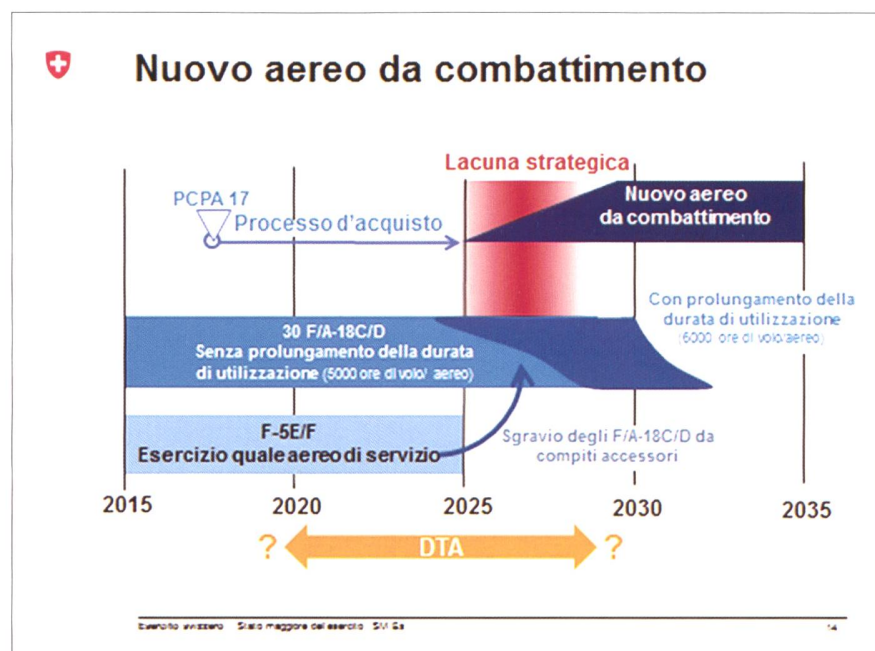 Nuovo aereo da combattimento
Lacuna strategica
PCPA 17
Processo d'acquisto
Nuovo aereo
da combattimento
Con prolungamento della
durata di utilizzazione
(6000 ore di volo/aereo)
30 F/A-18C/D
Senza prolungamento della durata
di utilizzazione (5000 ore di volo/ aereo)
F-5E/F
Esercizio quale aereo di servizio
Sgravio degli F/A-18C/D da
compiti accessori
2015 2020 2025 2030 2035
? DTA ?
Esercito svizzero Stato maggiore del esercito SM Es
14